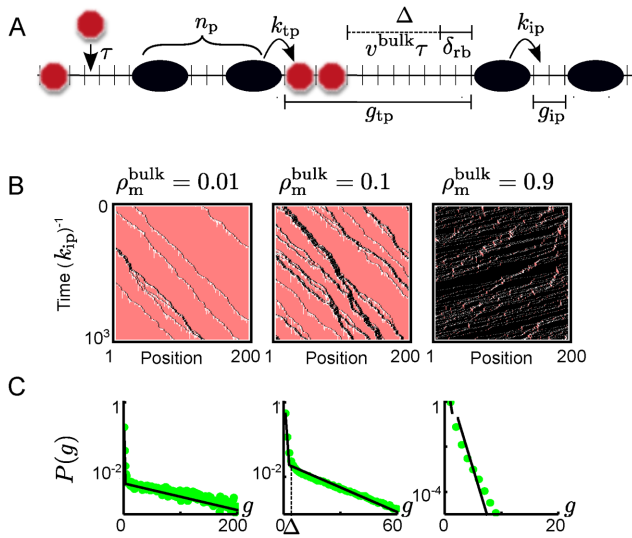 A
n_p
k_tp
Δ
k_ip
τ
v^bulk τ
δ_rb
g_tp
g_ip
B
ρ_m^bulk = 0.01
ρ_m^bulk = 0.1
ρ_m^bulk = 0.9
Time (k_ip)^-1
0
10^3
1 Position 200
1 Position 200
1 Position 200
C
P(g)
1
10^-2
0 200 g
1
10^-2
0 Δ 60 g
1
10^-4
0 20 g